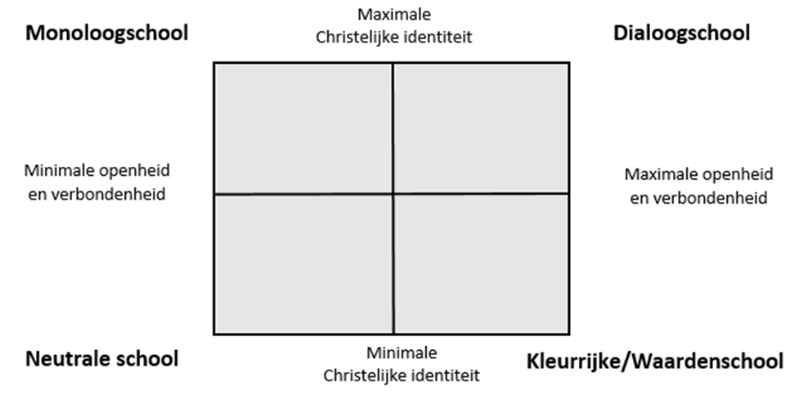 Monoloogschool
Maximale
Christelijke identiteit
Dialoogschool
Minimale openheid
en verbondenheid
Maximale openheid
en verbondenheid
Neutrale school
Minimale
Christelijke identiteit
Kleurrijke/Waardenschool